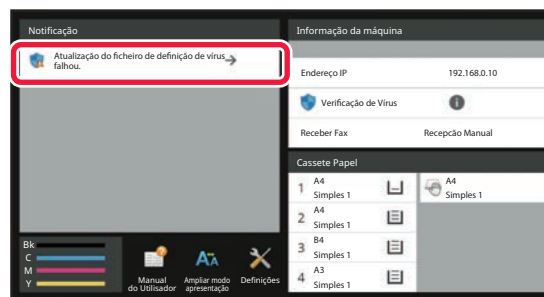 Notificação
Atualização do ficheiro de definição de vírus
falhou.
Informação da máquina
Endereço IP 192.168.0.10
Verificação de Vírus
Receber Fax Recepcão Manual
Cassete Papel
1 A4
Simples 1
A4
Simples 1
2 A4
Simples 1
3 B4
Simples 1
4 A3
Simples 1
Bk
C
M
Y
Manual
do Utilisador
Ampliar modo
apresentação
Definições